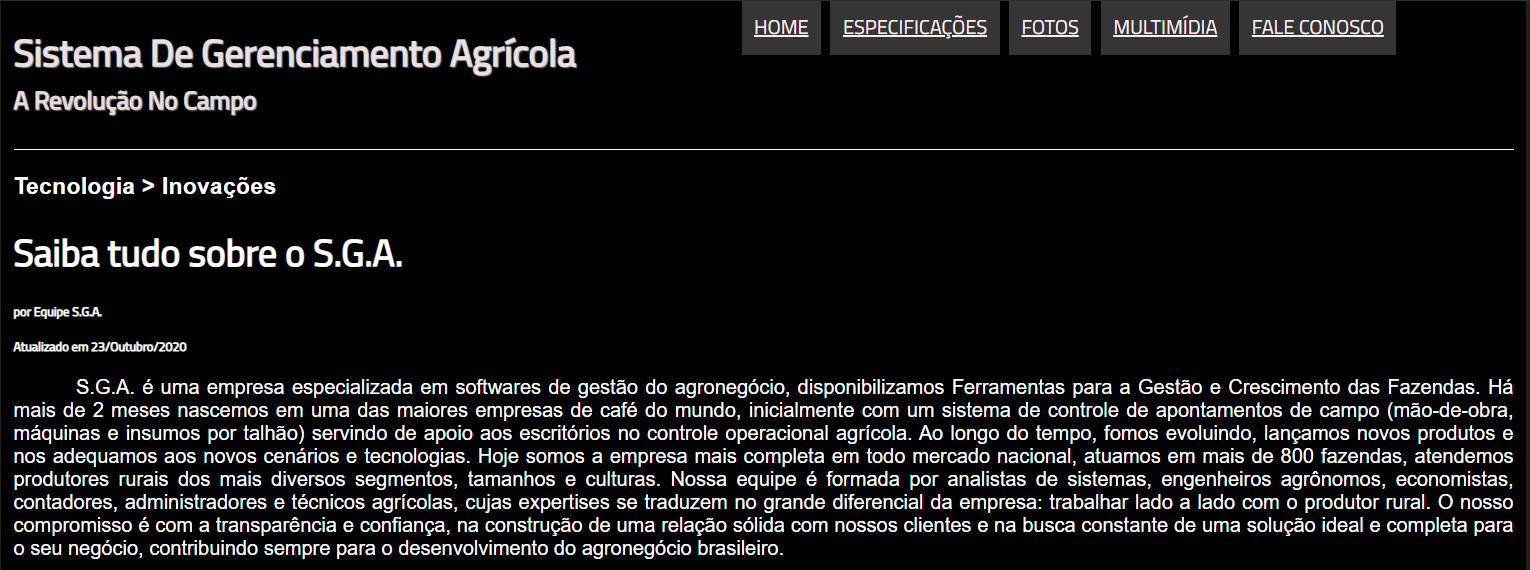 HOME ESPECIFICAÇÕES FOTOS MULTIMÍDIA FALE CONOSCO
Sistema De Gerenciamento Agrícola
A Revolução No Campo
Tecnologia > Inovações
Saiba tudo sobre o S.G.A.
por Equipe S.G.A.
Atualizado em 23/Outubro/2020
S.G.A. é uma empresa especializada em softwares de gestão do agronegócio, disponibilizamos Ferramentas para a Gestão e Crescimento das Fazendas. Há
mais de 2 meses nascemos em uma das maiores empresas de café do mundo, inicialmente com um sistema de controle de apontamentos de campo (mão-de-obra,
máquinas e insumos por talhão) servindo de apoio aos escritórios no controle operacional agrícola. Ao longo do tempo, fomos evoluindo, lançamos novos produtos e
nos adequamos aos novos cenários e tecnologias. Hoje somos a empresa mais completa em todo mercado nacional, atuamos em mais de 800 fazendas, atendemos
produtores rurais dos mais diversos segmentos, tamanhos e culturas. Nossa equipe é formada por analistas de sistemas, engenheiros agrônomos, economistas,
contadores, administradores e técnicos agrícolas, cujas expertises se traduzem no grande diferencial da empresa: trabalhar lado a lado com o produtor rural. O nosso
compromisso é com a transparência e confiança, na construção de uma relação sólida com nossos clientes e na busca constante de uma solução ideal e completa para
o seu negócio, contribuindo sempre para o desenvolvimento do agronegócio brasileiro.